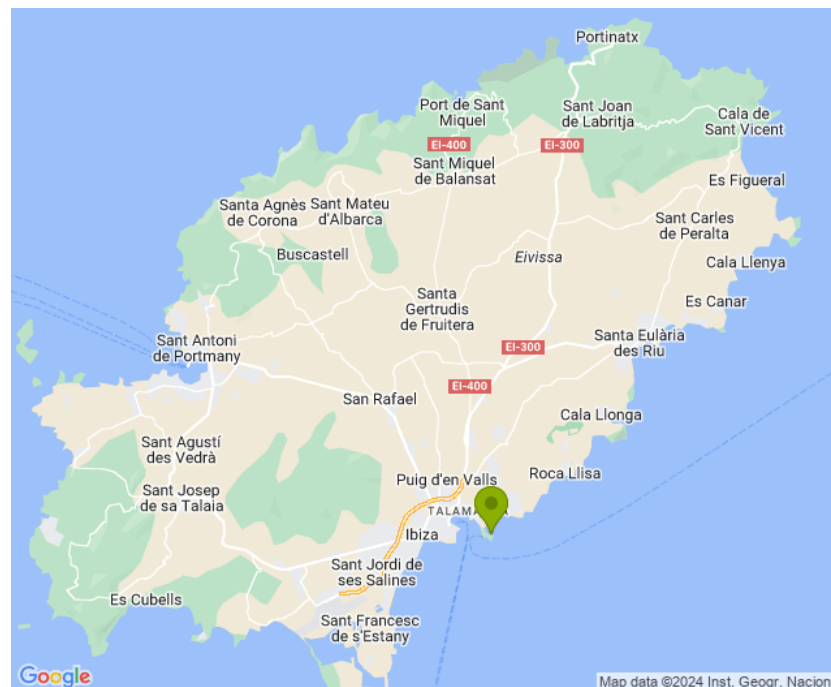 Portinatx
Port de Sant
Miquel
Sant Joan
de Labritja
Cala de
Sant Vicent
EI-400
EI-300
Sant Miquel
de Balansat
Es Figueral
Santa Agnès
de Corona
Sant Mateu
d'Albarca
Sant Carles
de Peralta
Buscastell
Eivissa
Cala Llenya
Santa
Gertrudis
de Fruitera
Es Canar
Sant Antoni
de Portmany
Santa Eulària
des Riu
EI-300
EI-400
San Rafael
Cala Llonga
Sant Agustí
des Vedrà
Roca Llisa
Puig d'en Valls
Sant Josep
de sa Talaia
TALAMA
Ibiza
Sant Jordi de
ses Salines
Es Cubells
Sant Francesc
de s'Estany
Google
Map data ©2024 Inst. Geogr. Nacion